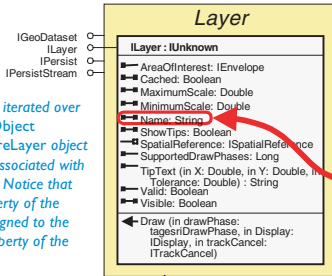 Layer
IGeoDataset
ILayer
IPersist
IPersistStream
ILayer : IUnknown
AreaOfInterest: IEnvelope
Cached: Boolean
MaximumScale: Double
MinimumScale: Double
Name: String
ShowTips: Boolean
SpatialReference: ISpatialReference
SupportedDrawPhases: Long
TipText (in X: Double, in Y: Double, in
Tolerance: Double) : String
Valid: Boolean
Visible: Boolean
Draw (in drawPhase:
tagesriDrawPhase, in Display:
IDisplay, in trackCancel:
ITrackCancel)
iterated over
Object
reLayer object
ssociated with
Notice that
erty of the
gned to the
perty of the